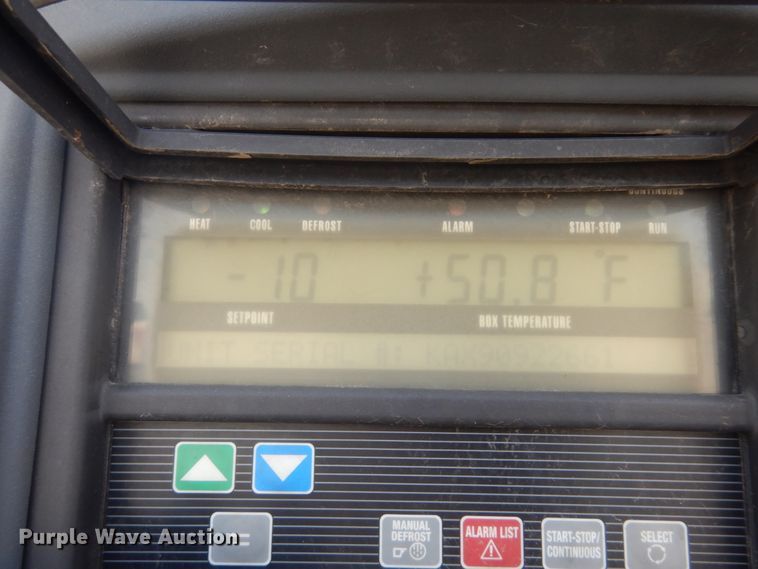 CONTINUOUS
HEAT COOL DEFROST ALARM START-STOP RUN
-10 +50.8 °F
SETPOINT BOX TEMPERATURE
UNIT SERIAL #:
MANUAL DEFROST
ALARM LIST
START-STOP/ CONTINUOUS
SELECT
=
Purple Wave Auction